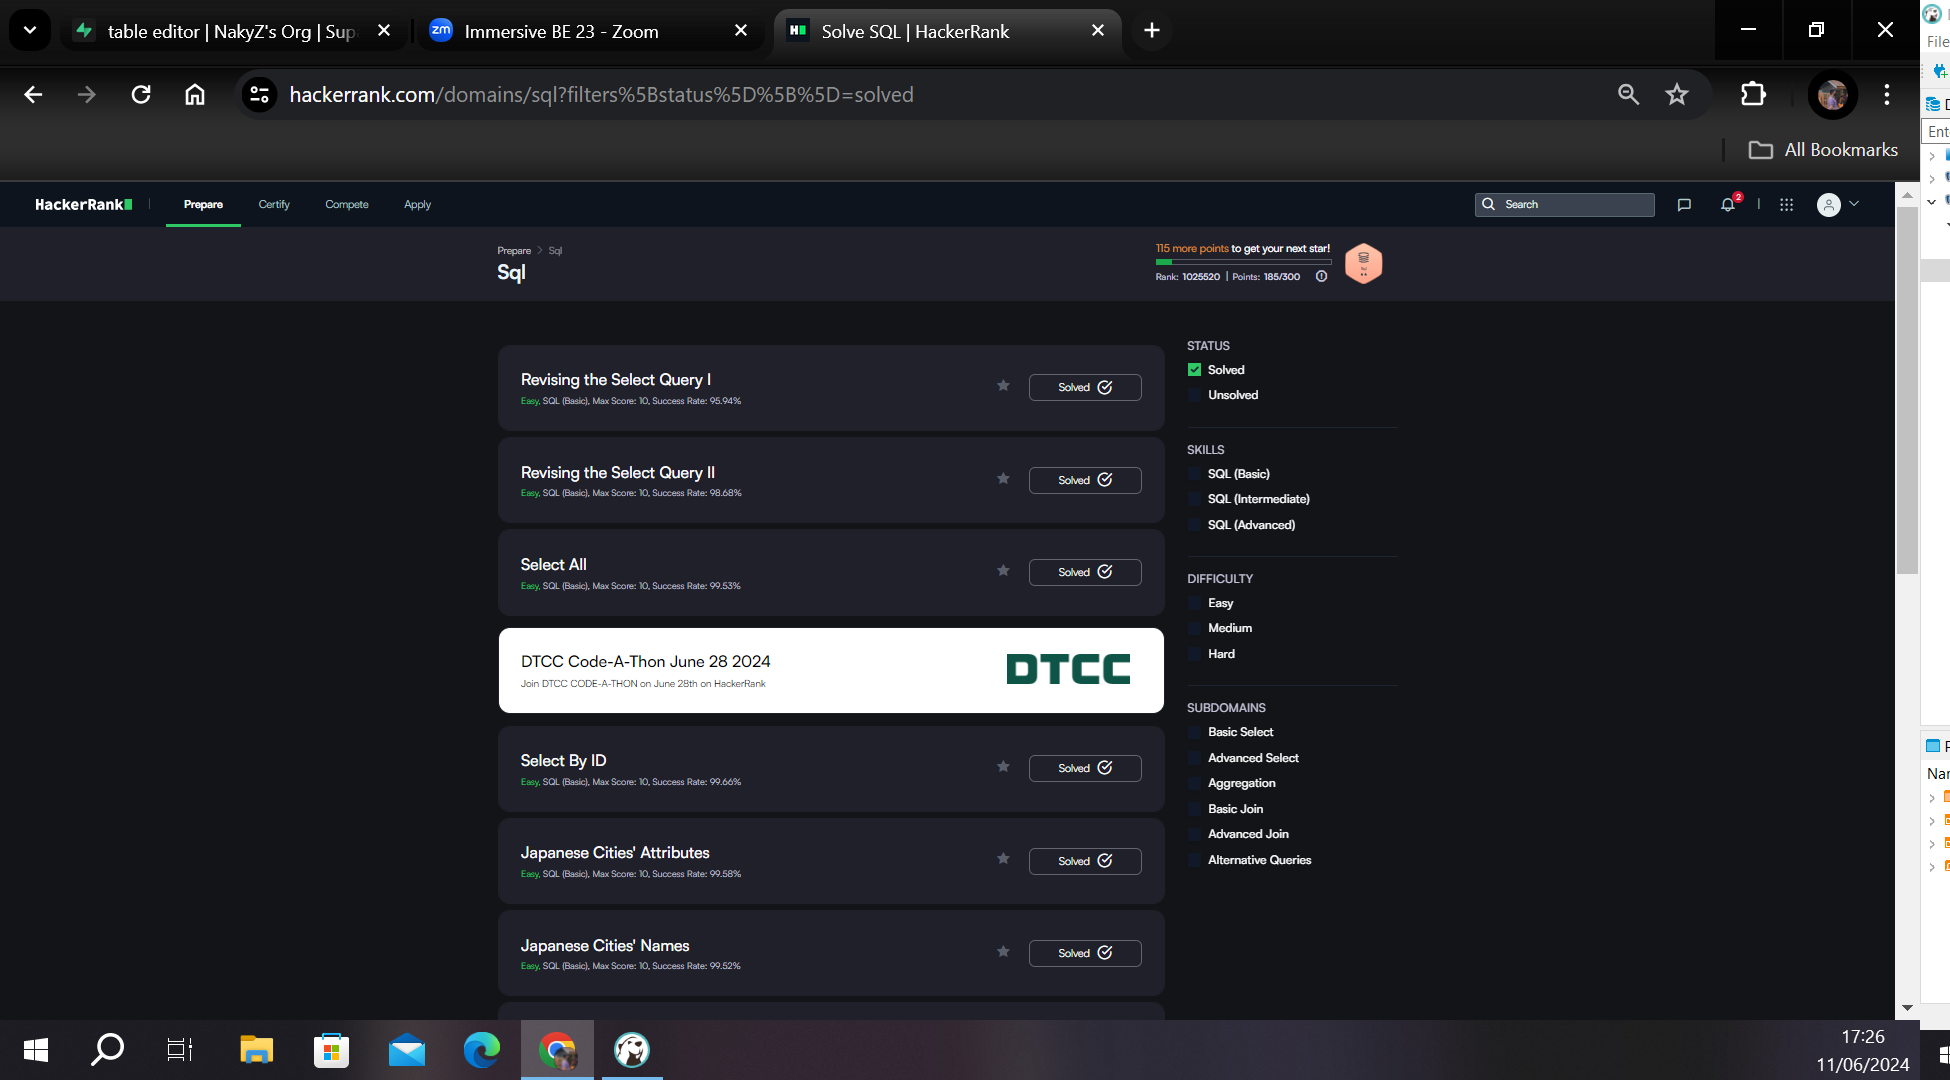 table editor | NakyZ's Org | Sup
Immersive BE 23 - Zoom
Solve SQL | HackerRank
hackerrank.com/domains/sql?filters%5Bstatus%5D%5B%5D=solved
All Bookmarks
File
Ent
Nar
HackerRank
Prepare
Certify
Compete
Apply
Search
2
Prepare > Sql
Sql
115 more points to get your next star!
Rank: 1025520 | Points: 185/300
Revising the Select Query I
Easy, SQL (Basic), Max Score: 10, Success Rate: 95.94%
Solved
Revising the Select Query II
Easy, SQL (Basic), Max Score: 10, Success Rate: 98.68%
Solved
Select All
Easy, SQL (Basic), Max Score: 10, Success Rate: 99.53%
Solved
DTCC Code-A-Thon June 28 2024
Join DTCC CODE-A-THON on June 28th on HackerRank
DTCC
Select By ID
Easy, SQL (Basic), Max Score: 10, Success Rate: 99.66%
Solved
Japanese Cities' Attributes
Easy, SQL (Basic), Max Score: 10, Success Rate: 99.58%
Solved
Japanese Cities' Names
Easy, SQL (Basic), Max Score: 10, Success Rate: 99.52%
Solved
STATUS
Solved
Unsolved
SKILLS
SQL (Basic)
SQL (Intermediate)
SQL (Advanced)
DIFFICULTY
Easy
Medium
Hard
SUBDOMAINS
Basic Select
Advanced Select
Aggregation
Basic Join
Advanced Join
Alternative Queries
17:26
11/06/2024